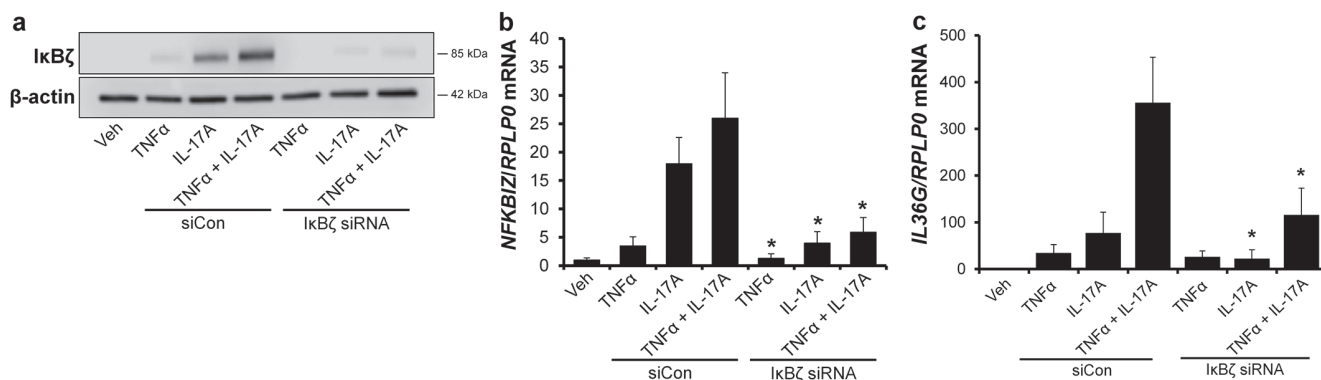 a
IκBζ
85 kDa
β-actin
42 kDa
Veh
TNFα
IL-17A
TNFα + IL-17A
TNFα
IL-17A
TNFα + IL-17A
siCon
IκBζ siRNA
b
NFKBIZ/RPLP0 mRNA
40
35
30
25
20
15
10
5
0
* * *
Veh
TNFα
IL-17A
TNFα + IL-17A
TNFα
IL-17A
TNFα + IL-17A
siCon
IκBζ siRNA
c
IL36G/RPLP0 mRNA
500
400
300
200
100
0
* *
Veh
TNFα
IL-17A
TNFα + IL-17A
TNFα
IL-17A
TNFα + IL-17A
siCon
IκBζ siRNA